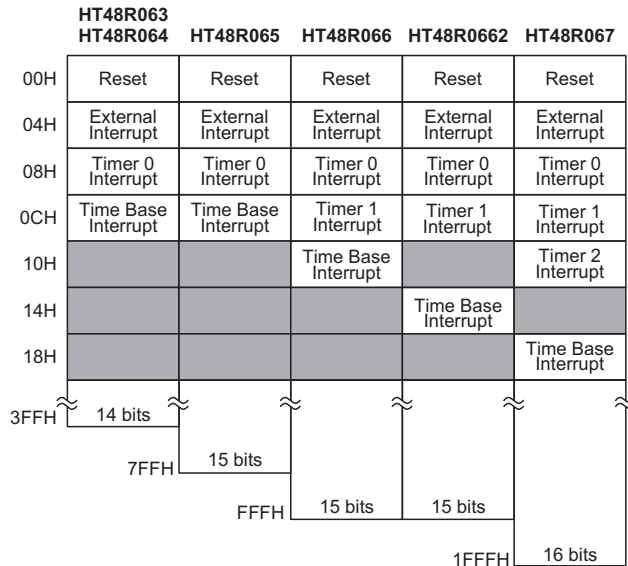 HT48R063
HT48R064 HT48R065 HT48R066 HT48R0662 HT48R067
00H Reset Reset Reset Reset Reset
04H External Interrupt External Interrupt External Interrupt External Interrupt External Interrupt
08H Timer 0 Interrupt Timer 0 Interrupt Timer 0 Interrupt Timer 0 Interrupt Timer 0 Interrupt
0CH Time Base Interrupt Time Base Interrupt Timer 1 Interrupt Timer 1 Interrupt Timer 1 Interrupt
10H Time Base Interrupt Timer 2 Interrupt
14H Time Base Interrupt
18H Time Base Interrupt
3FFH 14 bits
7FFH 15 bits
FFFH 15 bits 15 bits
1FFFH 16 bits